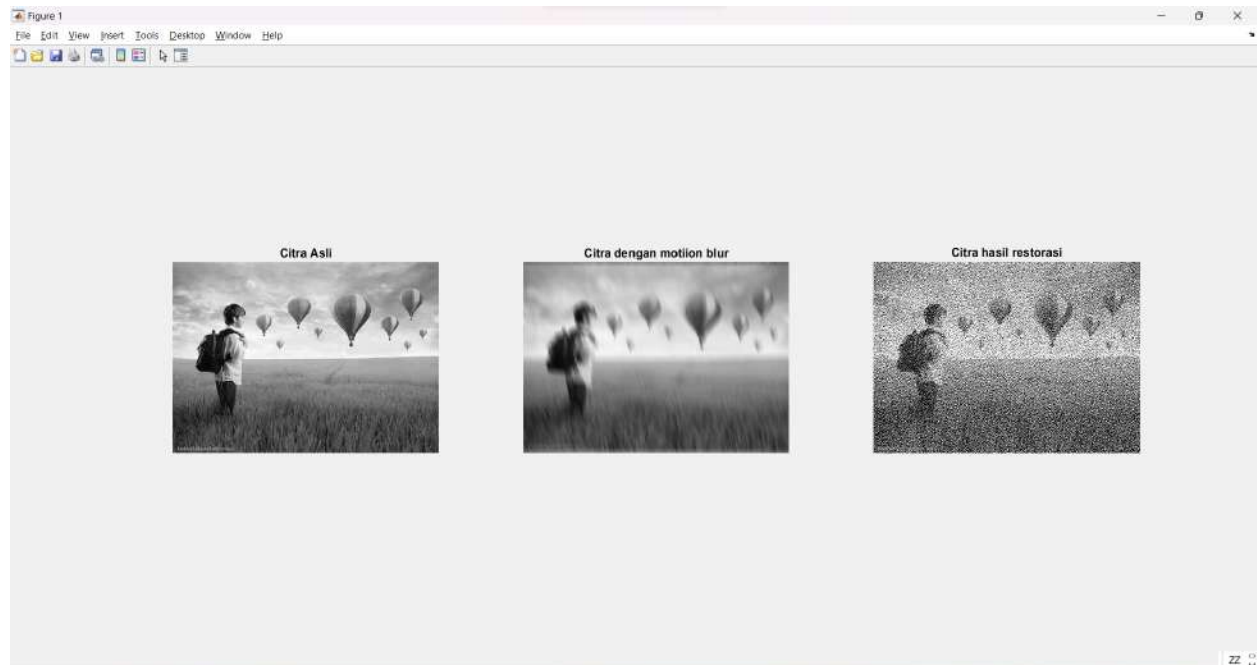 Figure 1
File Edit View Insert Tools Desktop Window Help
Citra Asli
Citra dengan motiion blur
Citra hasil restorasi
ZZ